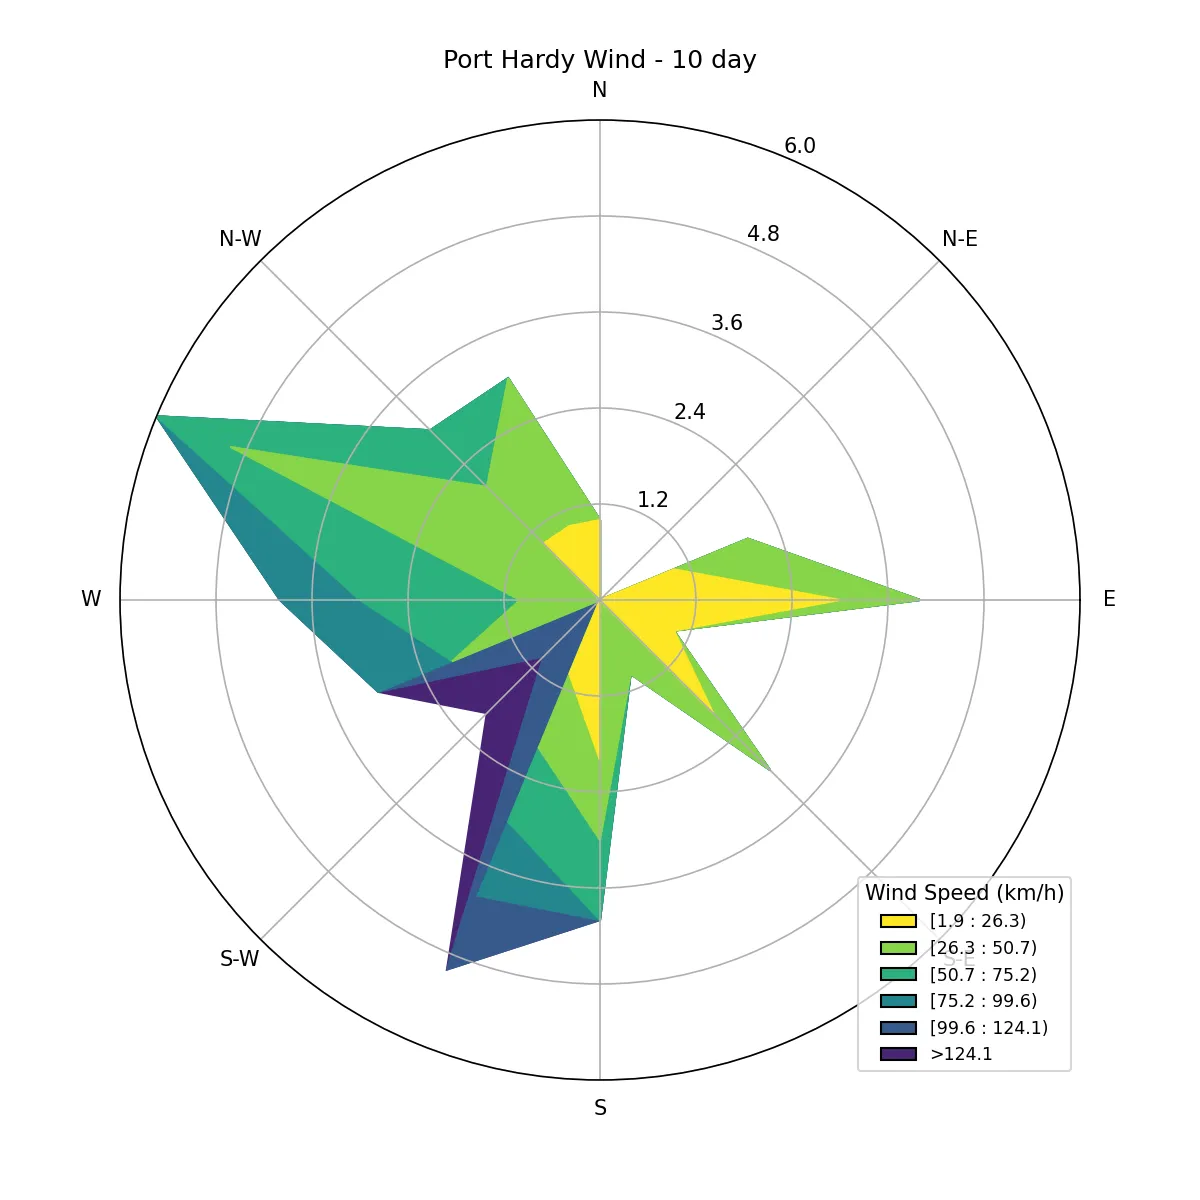 Port Hardy Wind - 10 day
N
6.0
4.8
N-W
N-E
3.6
2.4
1.2
W
E
Wind Speed (km/h)
[1.9 : 26.3)
[26.3 : 50.7)
S-W
S-E
[50.7 : 75.2)
[75.2 : 99.6)
[99.6 : 124.1)
>124.1
S